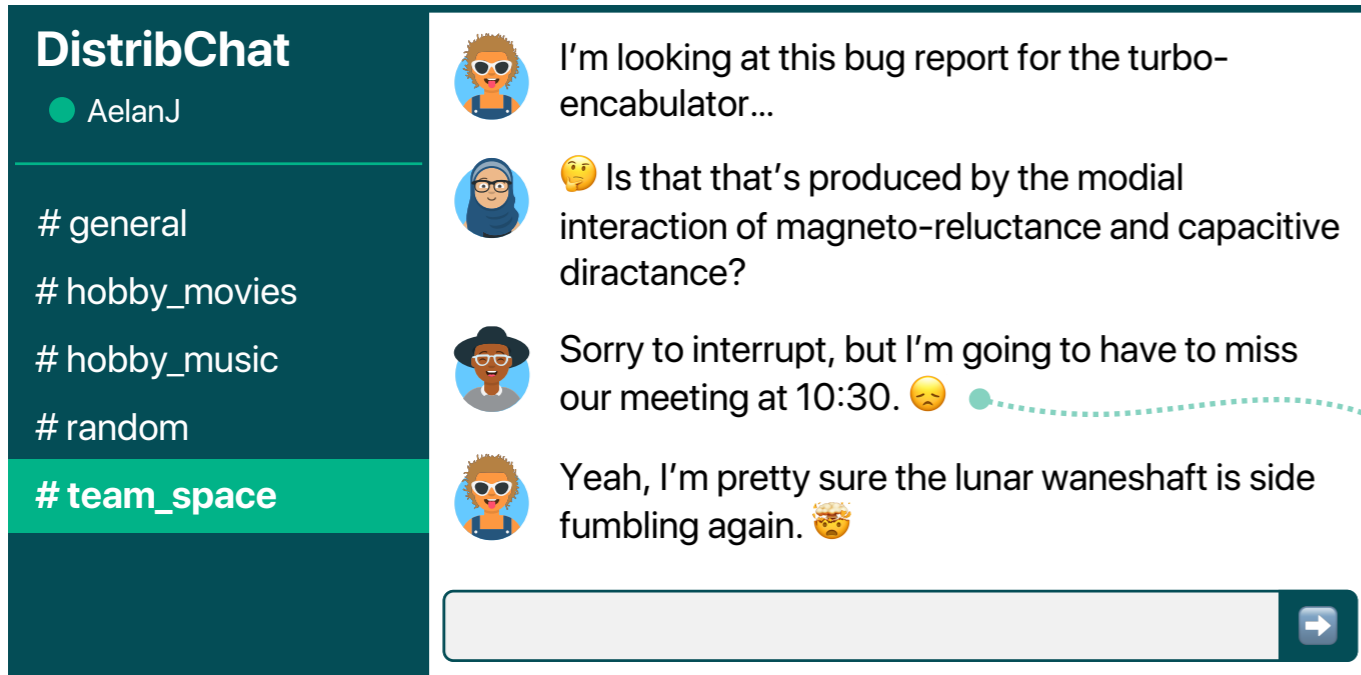 DistribChat
AelanJ
# general
# hobby_movies
# hobby_music
# random
# team_space
I’m looking at this bug report for the turbo-
encabulator...
🤔 Is that that’s produced by the modial
interaction of magneto-reluctance and capacitive
diractance?
Sorry to interrupt, but I’m going to have to miss
our meeting at 10:30. 😞
Yeah, I’m pretty sure the lunar waneshaft is side
fumbling again. 🤯